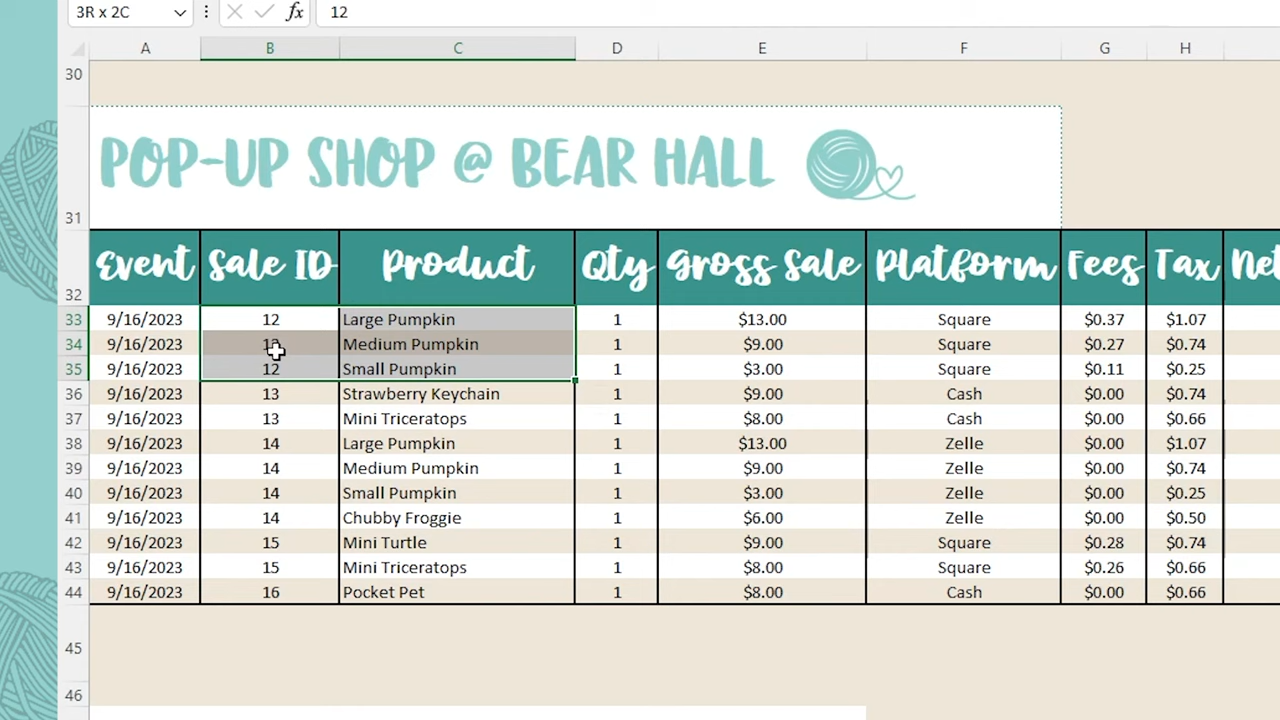 3R x 2C fx 12
A B C D E F G H
30
POP-UP SHOP @ BEAR HALL
31
Event Sale ID Product Qty Gross Sale Platform Fees Tax Net
32
33 9/16/2023 12 Large Pumpkin 1 $13.00 Square $0.37 $1.07
34 9/16/2023 12 Medium Pumpkin 1 $9.00 Square $0.27 $0.74
35 9/16/2023 12 Small Pumpkin 1 $3.00 Square $0.11 $0.25
36 9/16/2023 13 Strawberry Keychain 1 $9.00 Cash $0.00 $0.74
37 9/16/2023 13 Mini Triceratops 1 $8.00 Cash $0.00 $0.66
38 9/16/2023 14 Large Pumpkin 1 $13.00 Zelle $0.00 $1.07
39 9/16/2023 14 Medium Pumpkin 1 $9.00 Zelle $0.00 $0.74
40 9/16/2023 14 Small Pumpkin 1 $3.00 Zelle $0.00 $0.25
41 9/16/2023 14 Chubby Froggie 1 $6.00 Zelle $0.00 $0.50
42 9/16/2023 15 Mini Turtle 1 $9.00 Square $0.28 $0.74
43 9/16/2023 15 Mini Triceratops 1 $8.00 Square $0.26 $0.66
44 9/16/2023 16 Pocket Pet 1 $8.00 Cash $0.00 $0.66
45
46